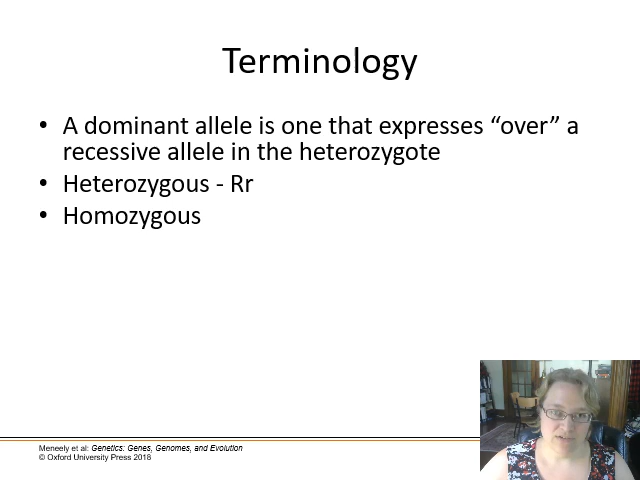 Terminology
• A dominant allele is one that expresses “over” a
recessive allele in the heterozygote
• Heterozygous - Rr
• Homozygous
Meneely et al: Genetics: Genes, Genomes, and Evolution
© Oxford University Press 2018